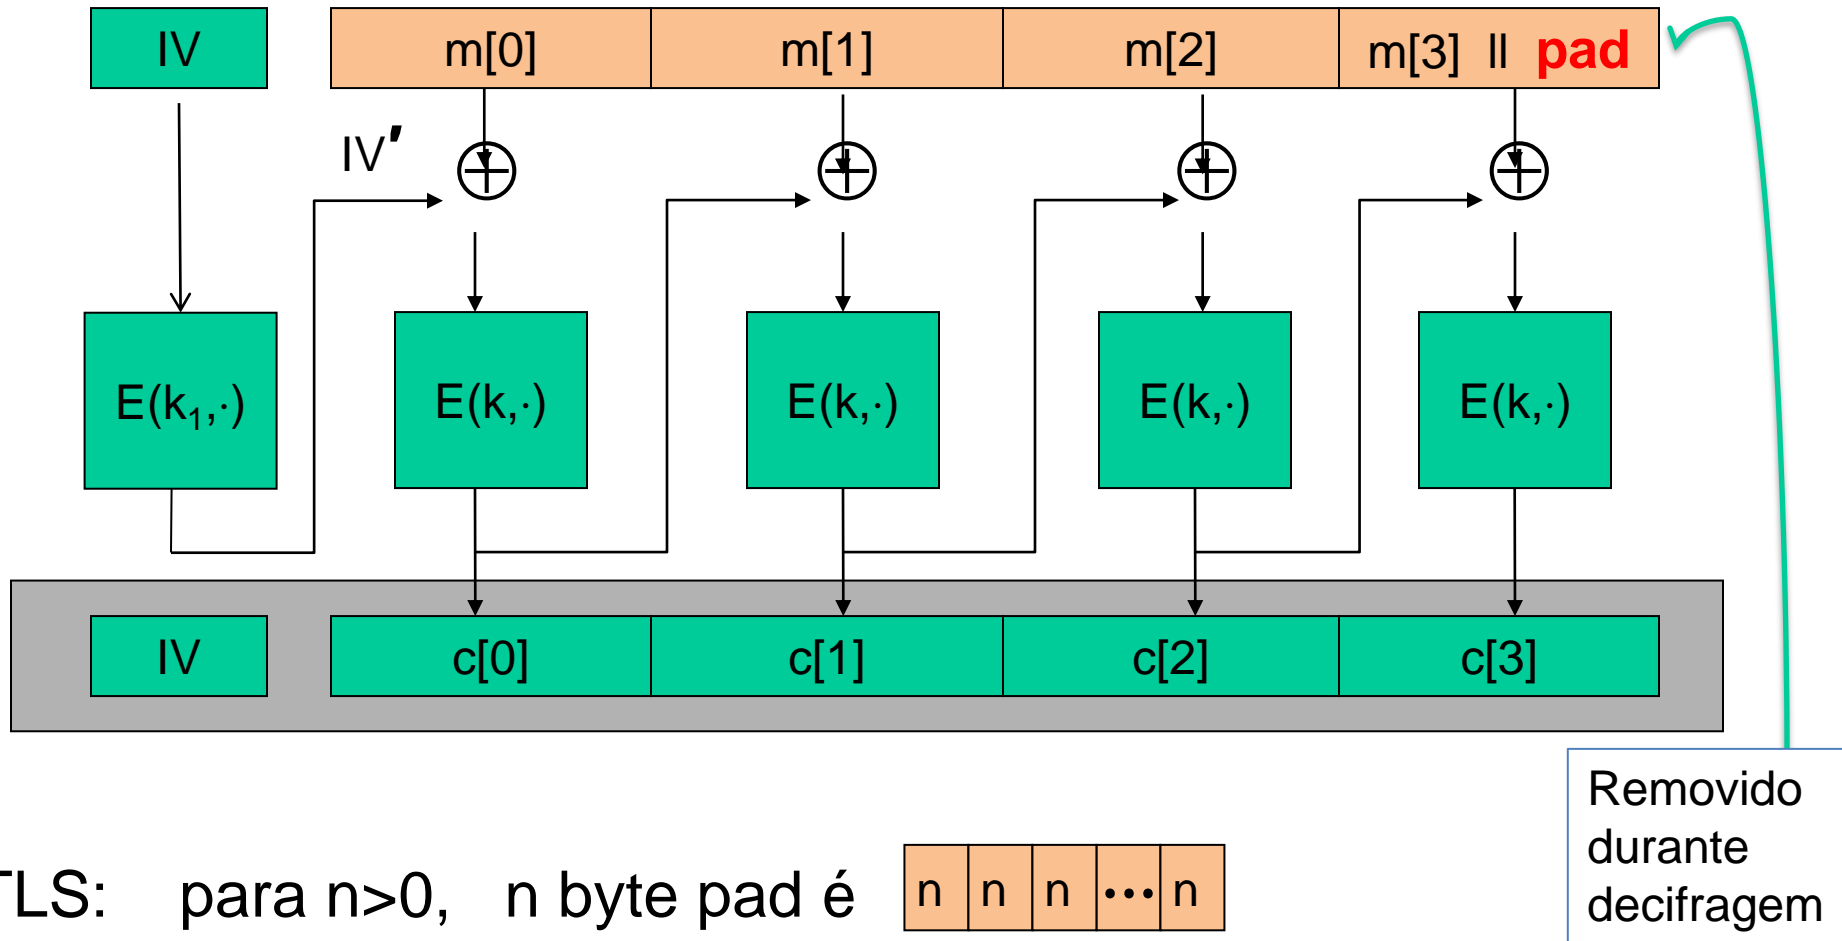 IV m[0] m[1] m[2] m[3] ll pad
IV'
E(k₁,·) E(k,·) E(k,·) E(k,·) E(k,·)
IV c[0] c[1] c[2] c[3]
Removido
durante
decifragem
TLS: para n>0, n byte pad é n n n ... n